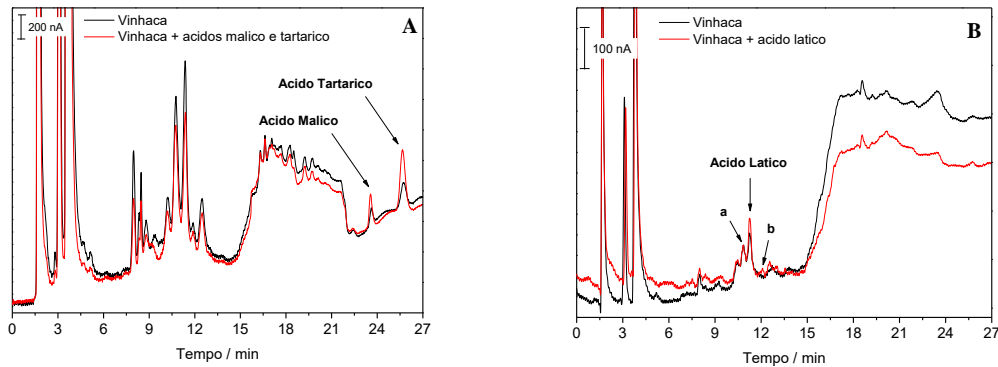 A
200 nA
Vinhaca
Vinhaca + acidos malico e tartarico
Acido Tartarico
Acido Malico
0 3 6 9 12 15 18 21 24 27
Tempo / min
B
100 nA
Vinhaca
Vinhaca + acido latico
Acido Latico
a
b
0 3 6 9 12 15 18 21 24 27
Tempo / min